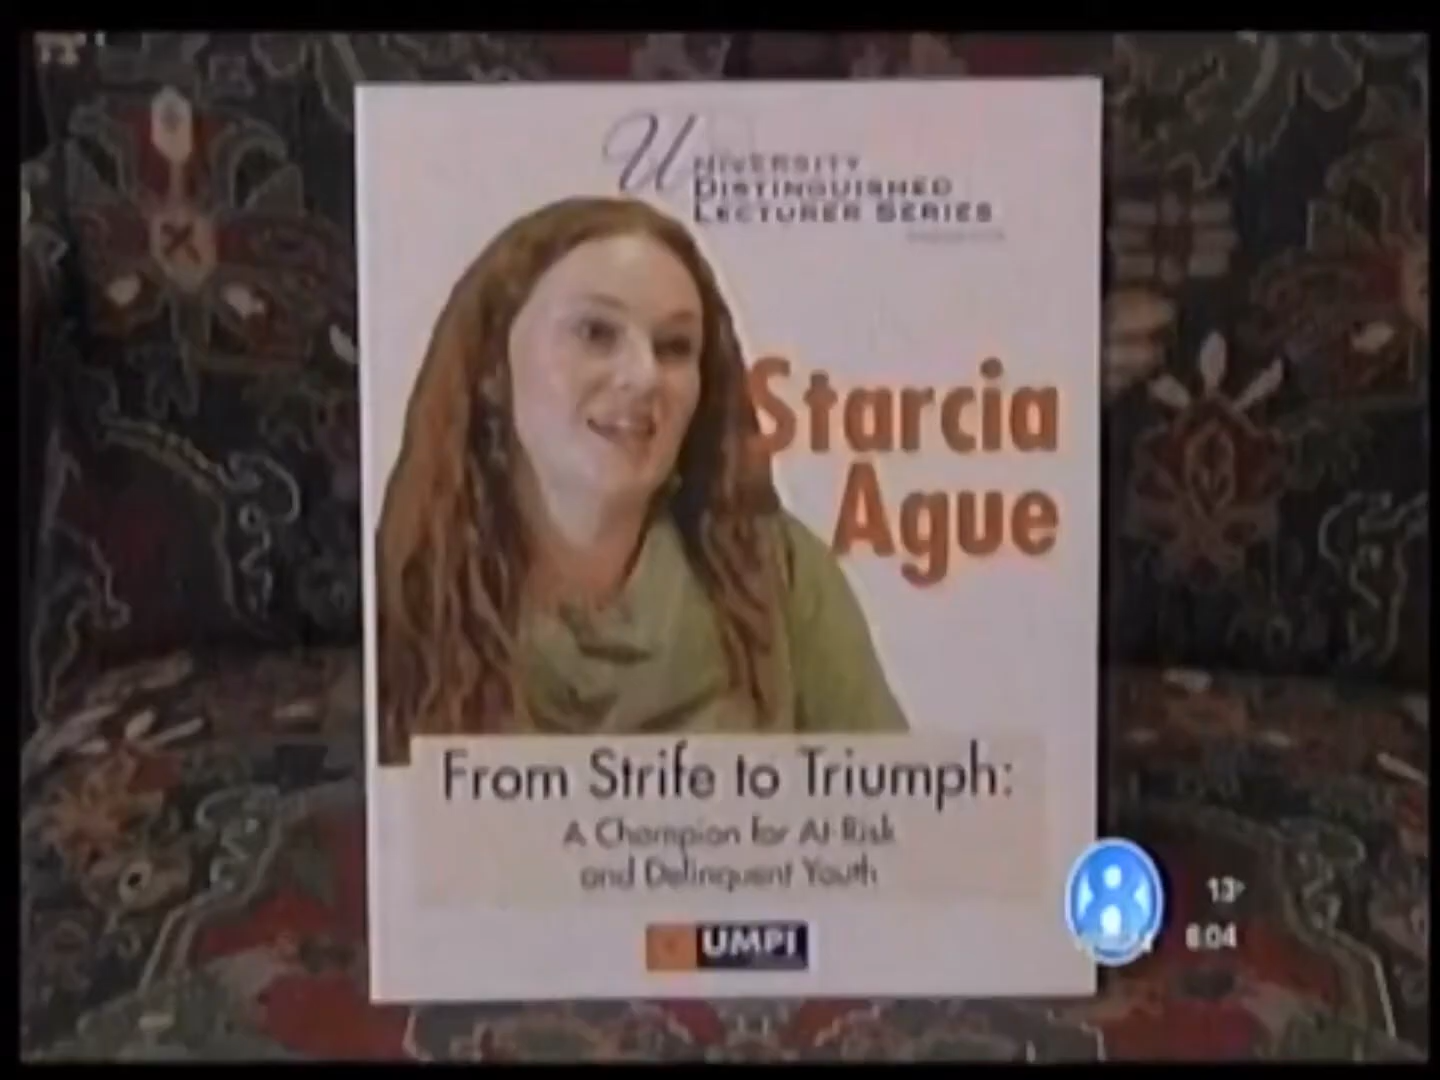 UNIVERSITY
DISTINGUISHED
LECTURER SERIES
Starcia
Ague
From Strife to Triumph:
A Champion for At-Risk
and Delinquent Youth
UMPI
8
13°
6:04